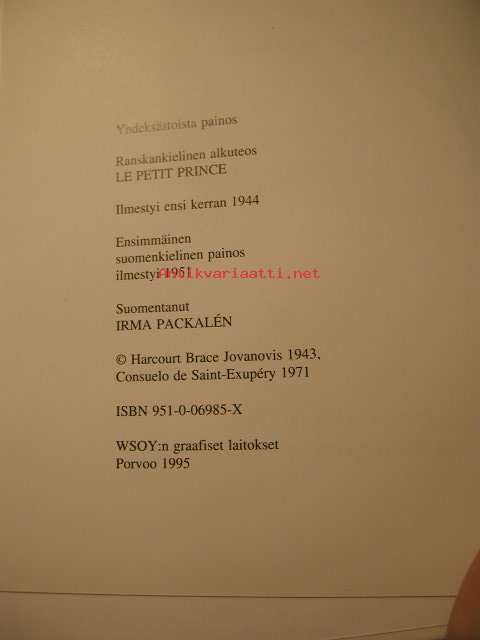 Yhdeksästoista painos
Ranskankielinen alkuteos
LE PETIT PRINCE
Ilmestyi ensi kerran 1944
Ensimmäinen
suomenkielinen painos
ilmestyi 1951
Antikvariaatti.net
Suomentanut
IRMA PACKALÉN
© Harcourt Brace Jovanovis 1943,
Consuelo de Saint-Exupéry 1971
ISBN 951-0-06985-X
WSOY:n graafiset laitokset
Porvoo 1995